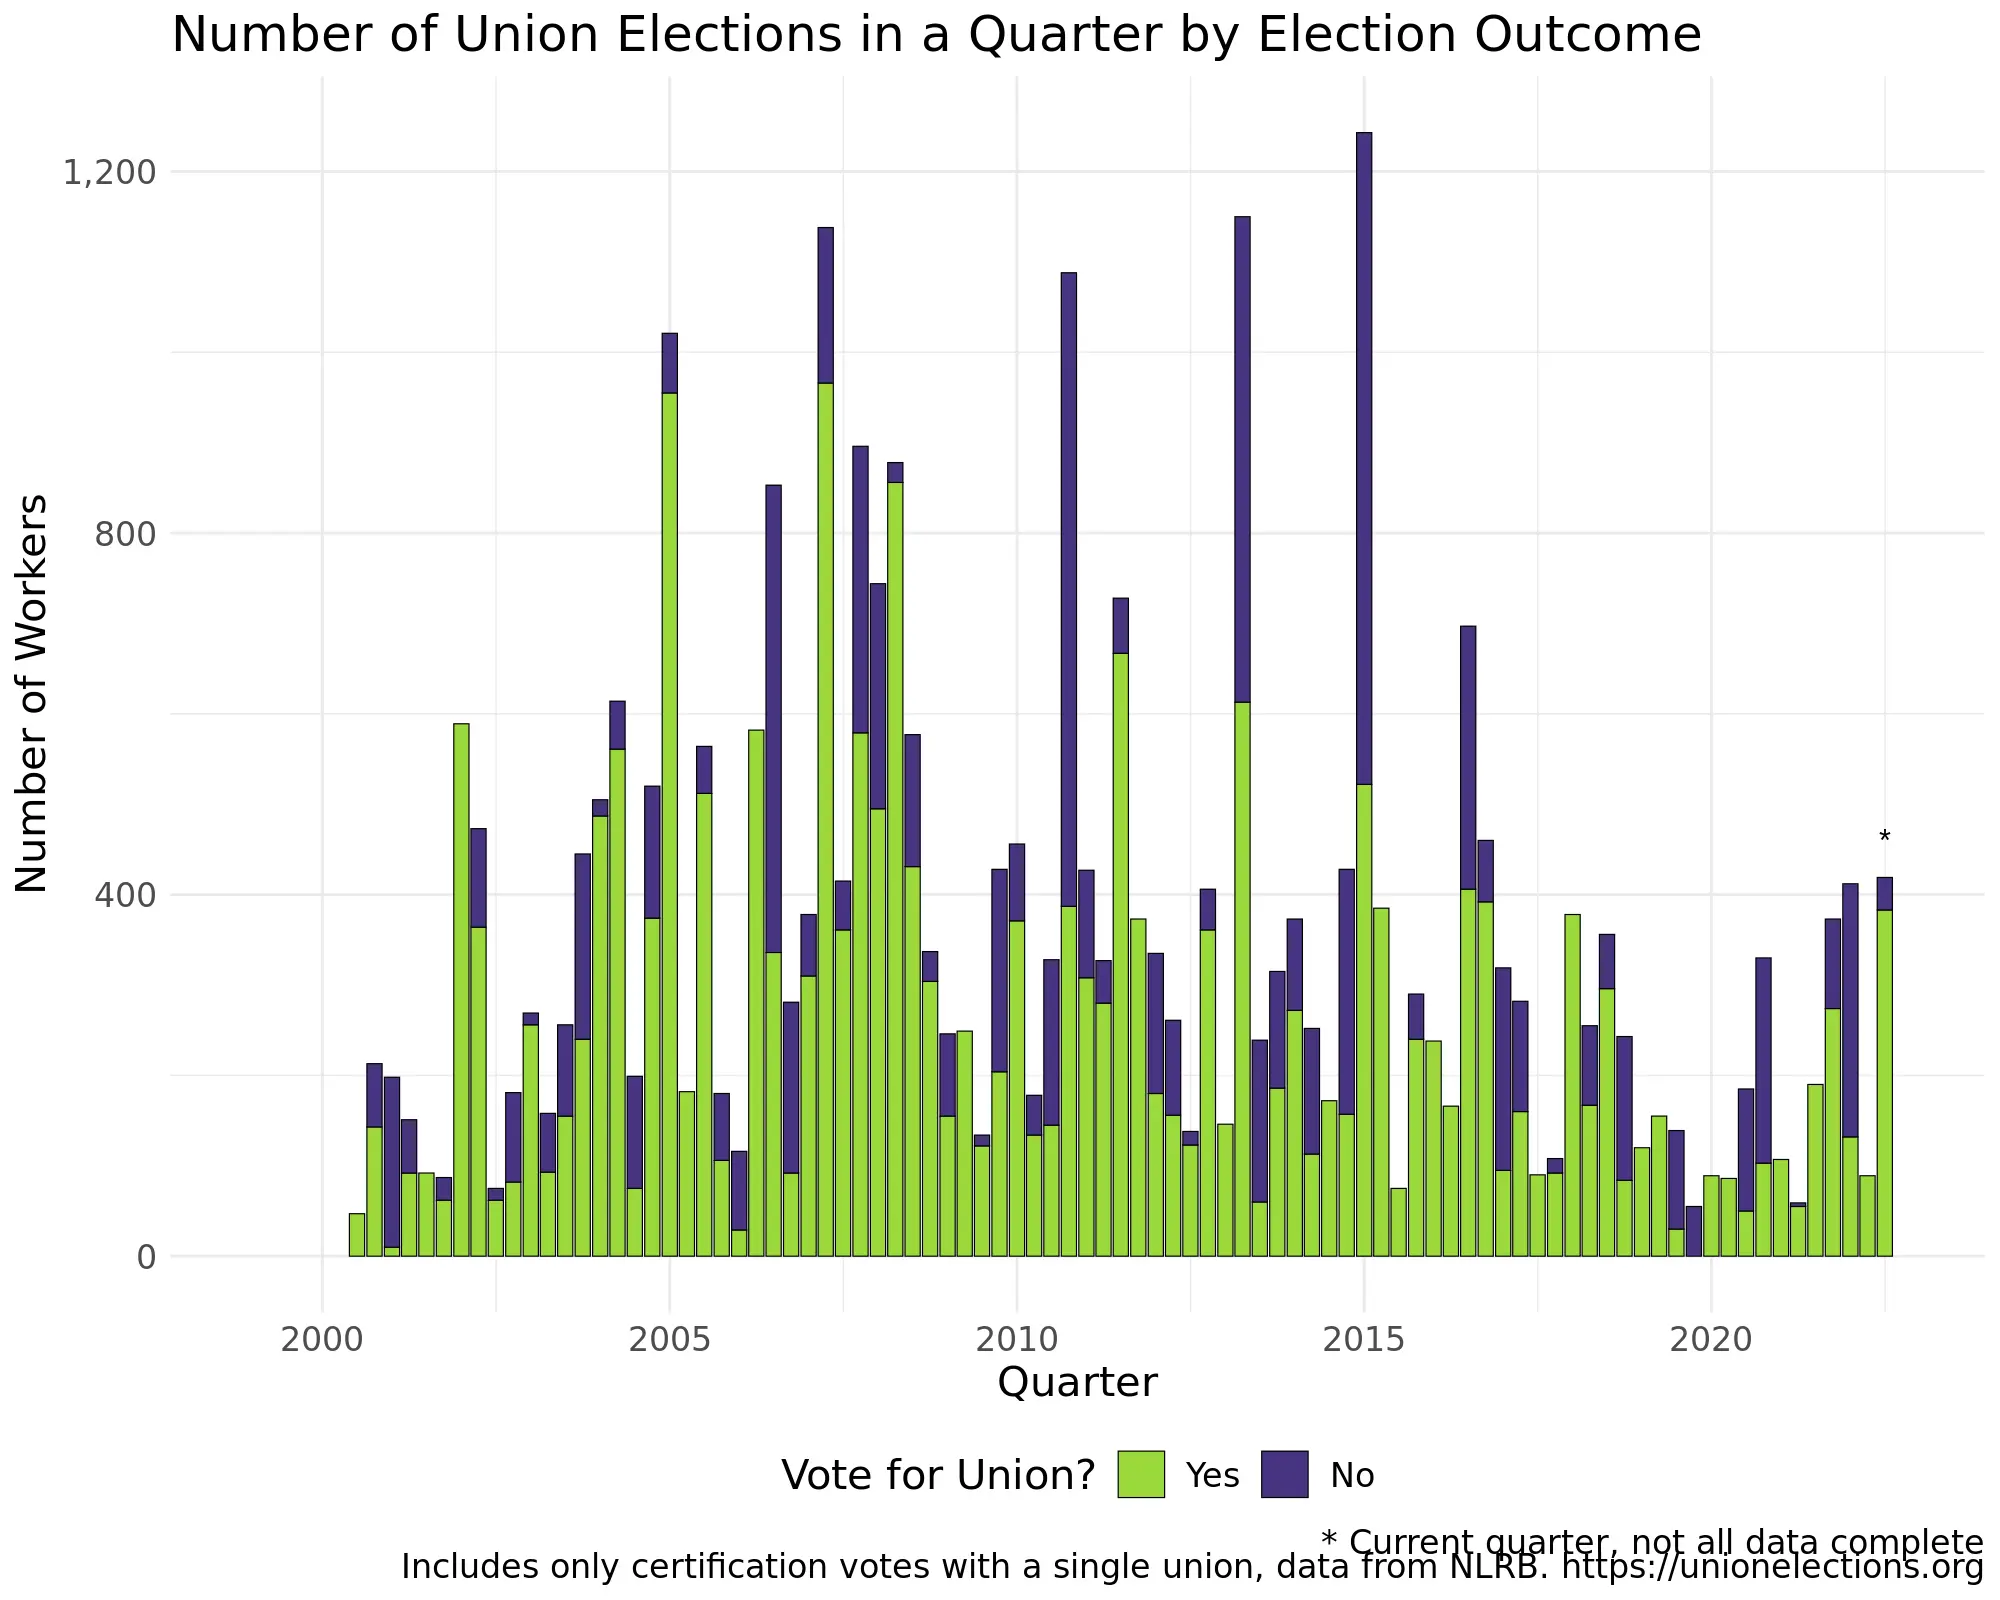 Number of Union Elections in a Quarter by Election Outcome
1,200
800
400
0
Number of Workers
*
2000 2005 2010 2015 2020
Quarter
Vote for Union? Yes No
* Current quarter, not all data complete
Includes only certification votes with a single union, data from NLRB. https://unionelections.org